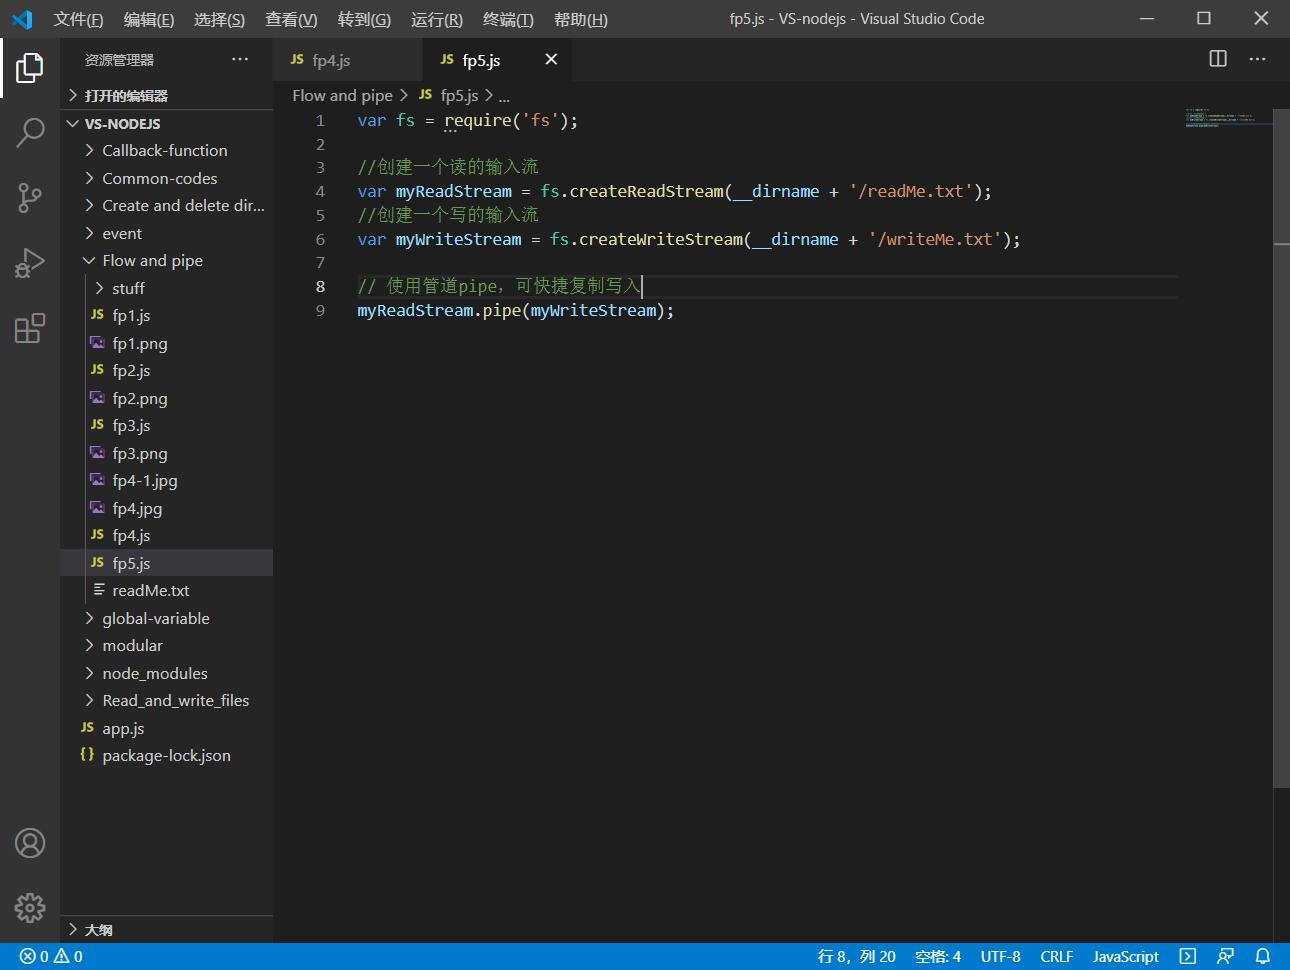 文件(F) 编辑(E) 选择(S) 查看(V) 转到(G) 运行(R) 终端(T) 帮助(H) fp5.js - VS-nodejs - Visual Studio Code
资源管理器 ···
JS fp4.js JS fp5.js
打开的编辑器
Flow and pipe > JS fp5.js > ...
VS-NODEJS
Callback-function
Common-codes
Create and delete dir...
event
Flow and pipe
stuff
JS fp1.js
fp1.png
JS fp2.js
fp2.png
JS fp3.js
fp3.png
fp4-1.jpg
fp4.jpg
JS fp4.js
JS fp5.js
readMe.txt
global-variable
modular
node_modules
Read_and_write_files
JS app.js
{} package-lock.json
大纲
1 var fs = require('fs');
2
3 //创建一个读的输入流
4 var myReadStream = fs.createReadStream(__dirname + '/readMe.txt');
5 //创建一个写的输入流
6 var myWriteStream = fs.createWriteStream(__dirname + '/writeMe.txt');
7
8 // 使用管道pipe，可快捷复制写入
9 myReadStream.pipe(myWriteStream);
0 0 行 8，列 20 空格: 4 UTF-8 CRLF JavaScript